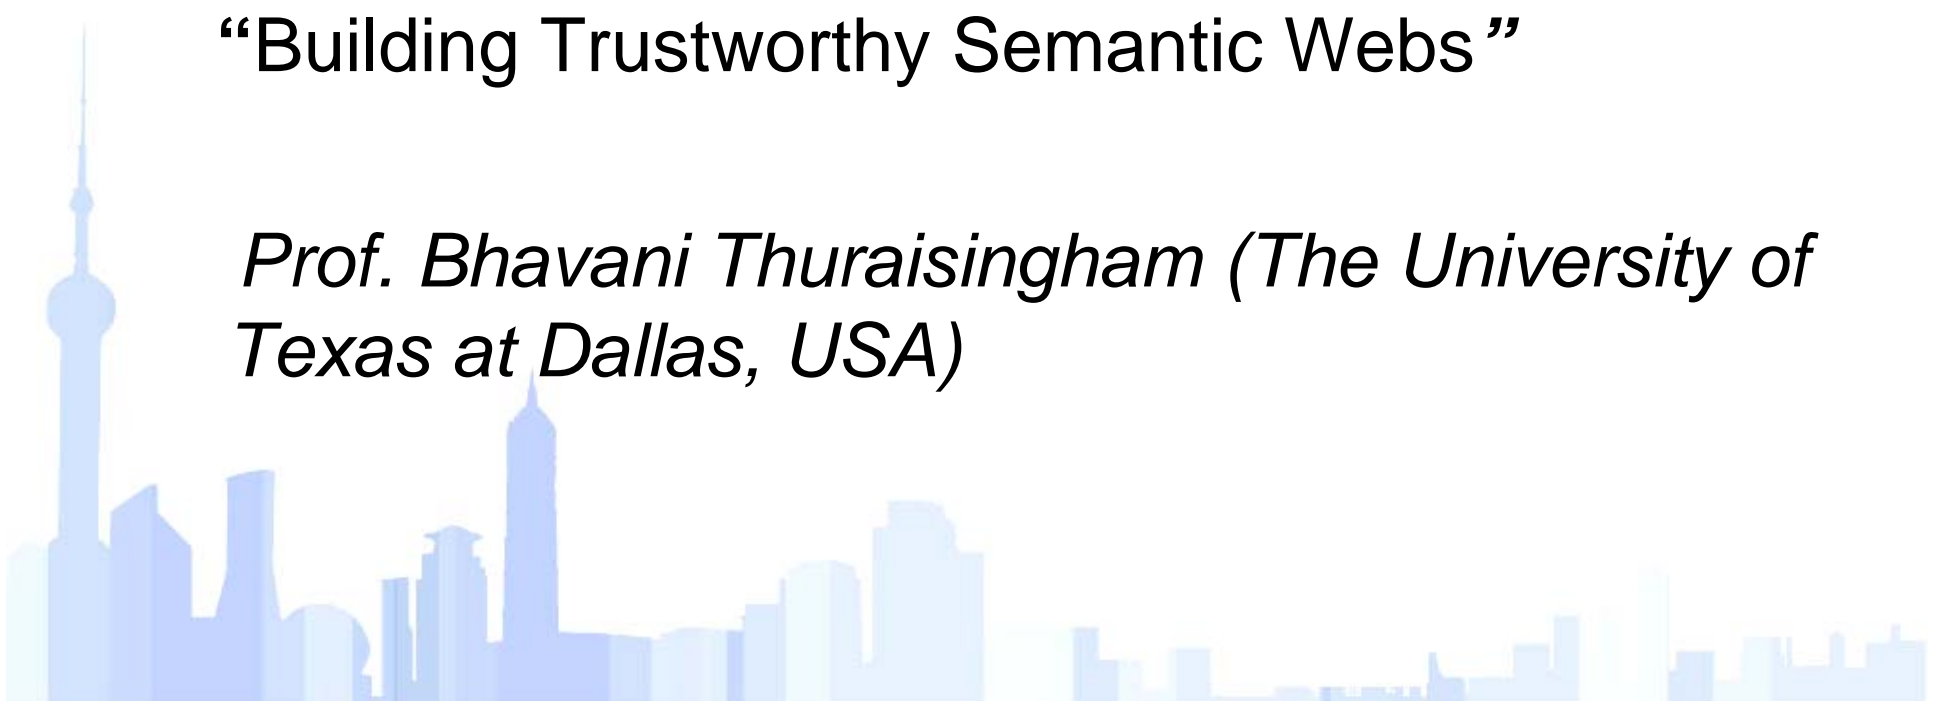 “Building Trustworthy Semantic Webs”
Prof. Bhavani Thuraisingham (The University of
Texas at Dallas, USA)